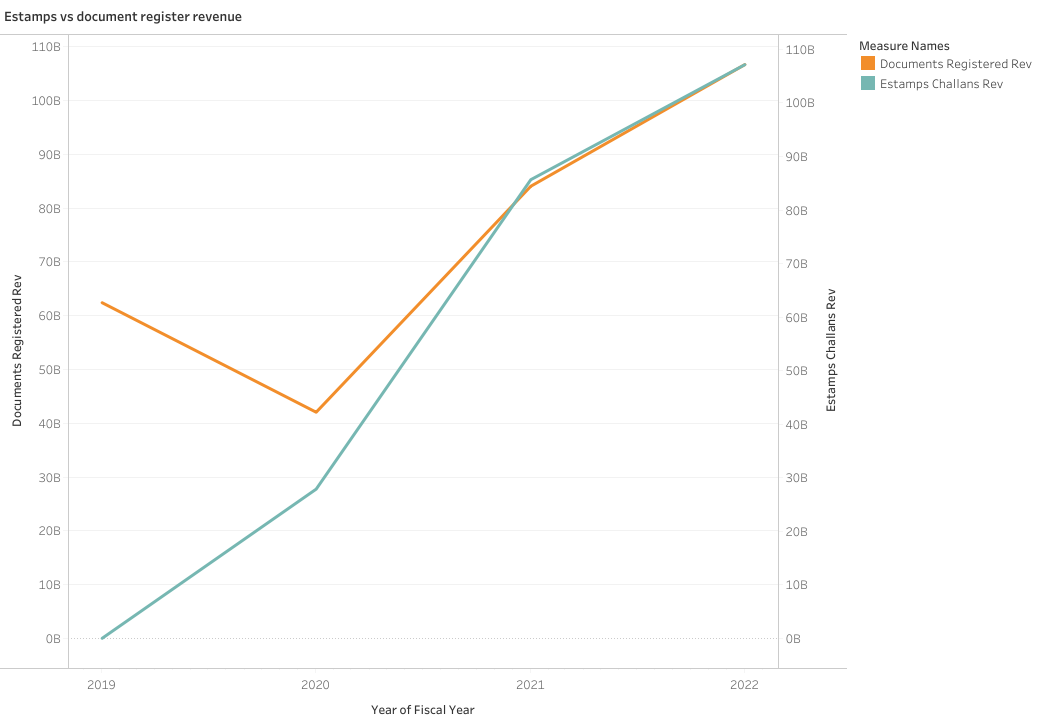 Estamps vs document register revenue
Measure Names
Documents Registered Rev
Estamps Challans Rev
Documents Registered Rev
110B
100B
90B
80B
70B
60B
50B
40B
30B
20B
10B
0B
110B
100B
90B
80B
70B
60B
50B
40B
30B
20B
10B
0B
Estamps Challans Rev
2019 2020 2021 2022
Year of Fiscal Year